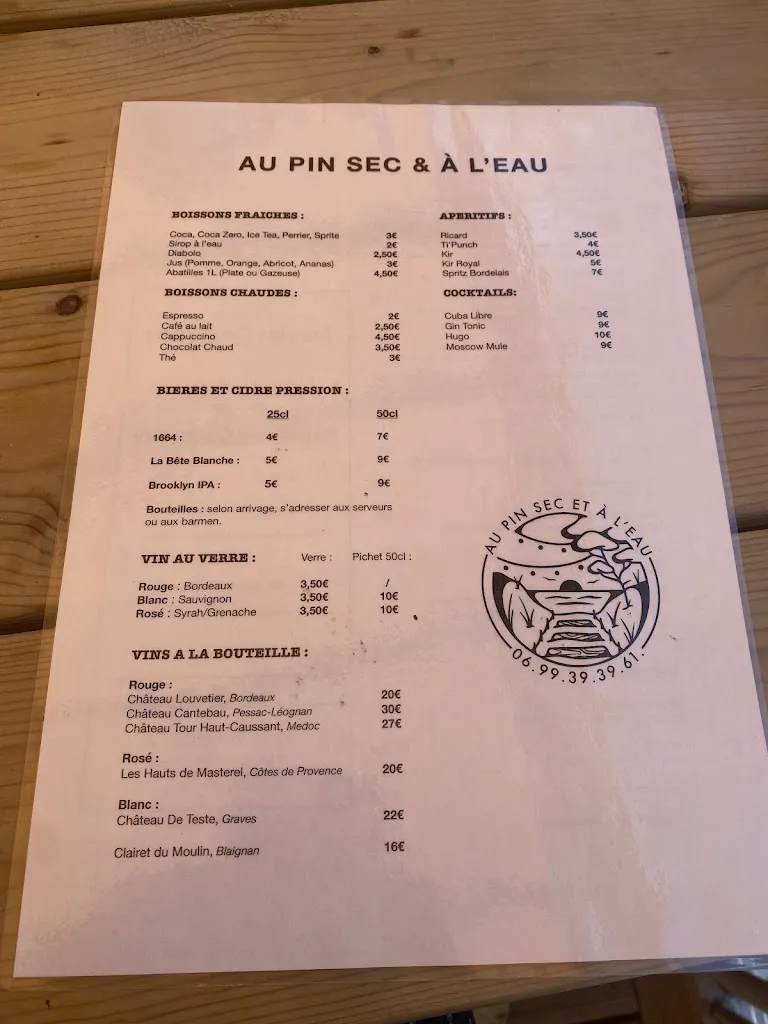 AU PIN SEC & À L'EAU
BOISSONS FRAICHES :
Coca, Coca Zero, Ice Tea, Perrier, Sprite 3€
Sirop à l'eau 2€
Diabolo 2,50€
Jus (Pomme, Orange, Abricot, Ananas) 3€
Abatilles 1L (Plate ou Gazeuse) 4,50€
BOISSONS CHAUDES :
Espresso 2€
Café au lait 2,50€
Cappuccino 4,50€
Chocolat Chaud 3,50€
Thé 3€
APERITIFS :
Ricard 3,50€
Ti'Punch 4€
Kir 4,50€
Kir Royal 5€
Spritz Bordelais 7€
COCKTAILS:
Cuba Libre 9€
Gin Tonic 9€
Hugo 10€
Moscow Mule 9€
BIERES ET CIDRE PRESSION :
25cl 50cl
1664 : 4€ 7€
La Bête Blanche : 5€ 9€
Brooklyn IPA : 5€ 9€
Bouteilles : selon arrivage, s'adresser aux serveurs
ou aux barmen.
VIN AU VERRE : Verre : Pichet 50cl :
Rouge : Bordeaux 3,50€ /
Blanc : Sauvignon 3,50€ 10€
Rosé : Syrah/Grenache 3,50€ 10€
VINS A LA BOUTEILLE :
Rouge :
Château Louvetier, Bordeaux 20€
Château Cantebau, Pessac-Léognan 30€
Château Tour Haut-Caussant, Medoc 27€
Rosé :
Les Hauts de Masterel, Côtes de Provence 20€
Blanc :
Château De Teste, Graves 22€
Clairet du Moulin, Blaignan 16€
AU PIN SEC ET À L'EAU
06.99.39.39.61.